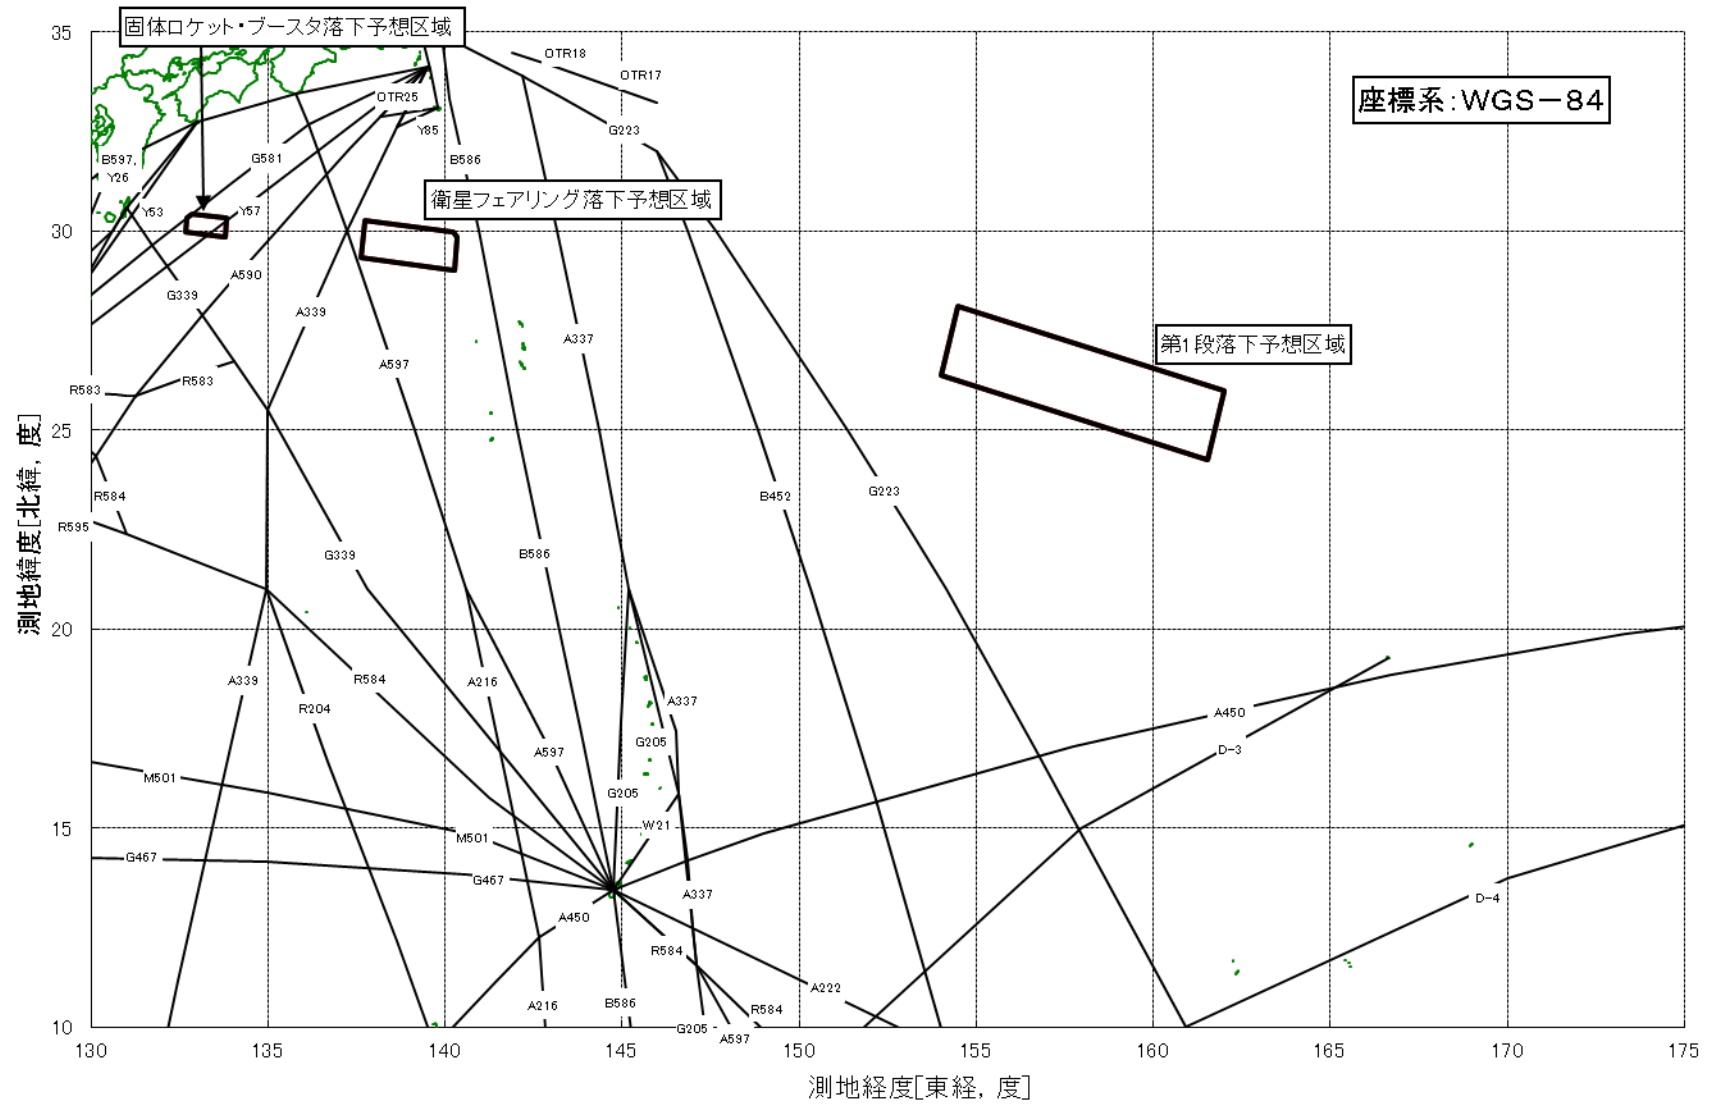 固体ロケット・ブースタ落下予想区域
35
OTR18
OTR17
座標系:WGS-84
OTR25
Y85
G223
B597,
Y26
G581
B586
衛星フェアリング落下予想区域
Y53
Y57
30
A590
G339
A339
A337
第1段落下予想区域
A597
R583
R583
25
R584
B452
G223
R595
G339
B586
測地緯度[北緯, 度]
20
A339
R584
A216
A337
R204
A450
G205
D-3
A597
M501
G205
W21
15
M501
G467
G467
A337
D-4
A450
R584
A222
A216
B586
R584
G205
A597
10
130
135
140
145
150
155
160
165
170
175
測地経度[東経, 度]